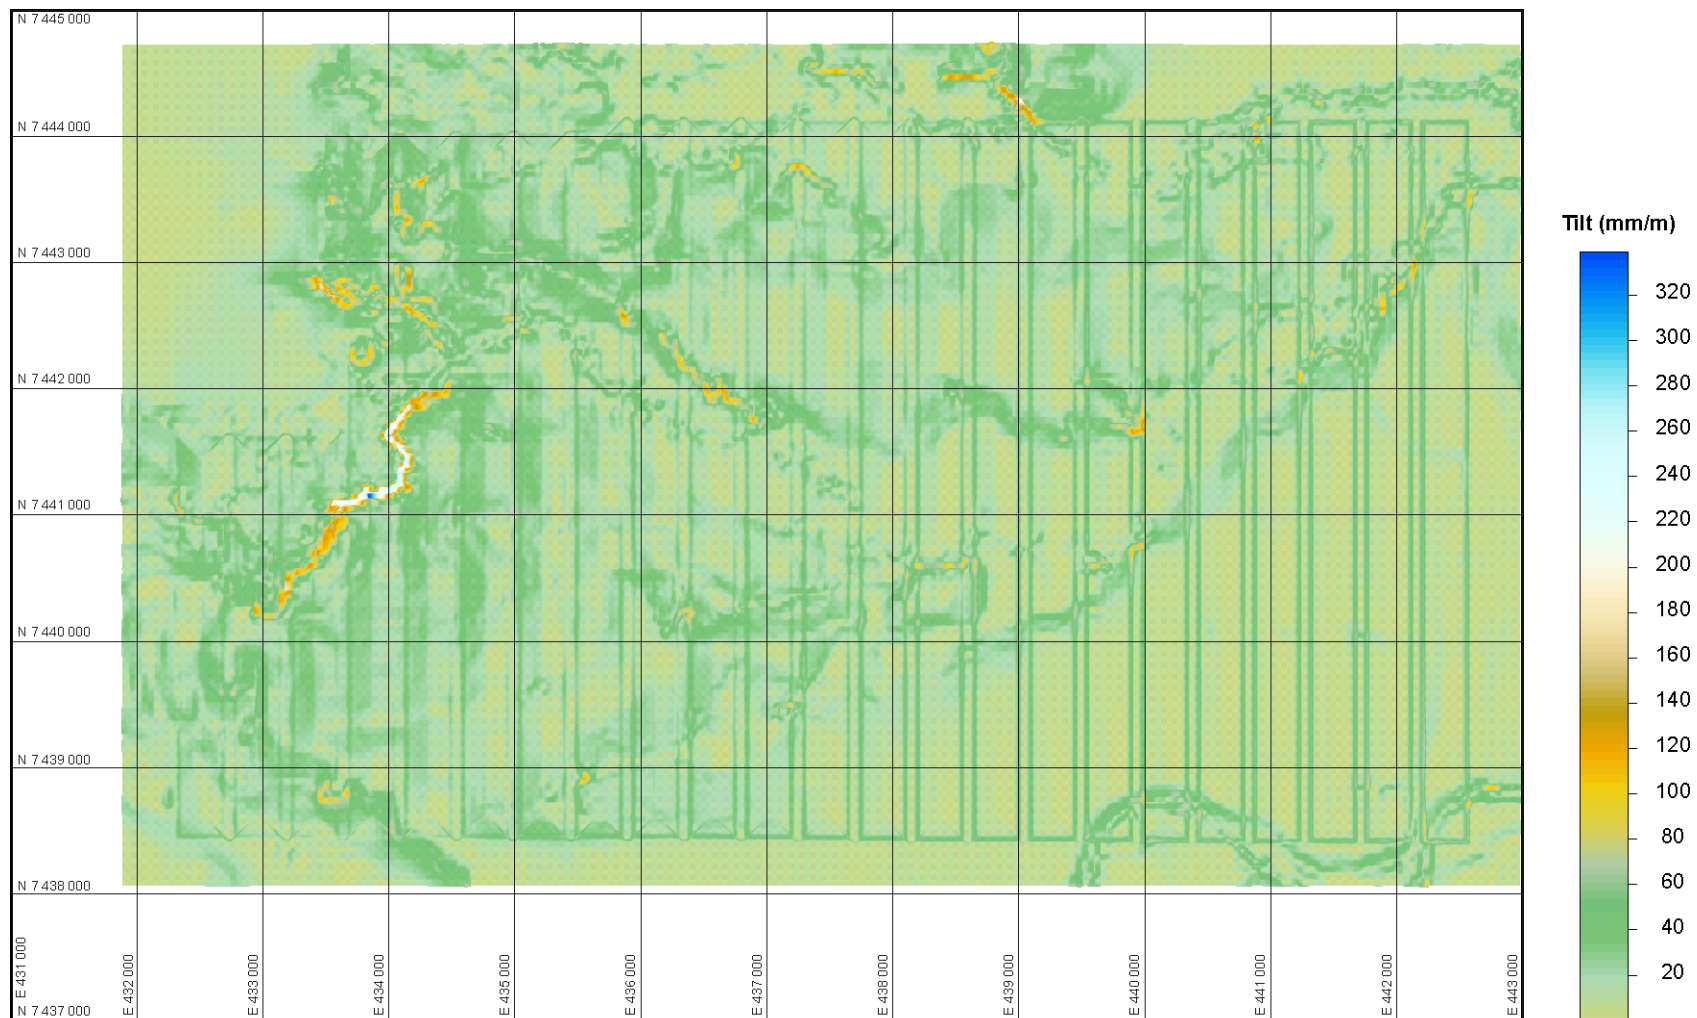 N 7 445 000
N 7 444 000
N 7 443 000
N 7 442 000
N 7 441 000
N 7 440 000
N 7 439 000
N 7 438 000
N 7 437 000
E 431 000
E 432 000
E 433 000
E 434 000
E 435 000
E 436 000
E 437 000
E 438 000
E 439 000
E 440 000
E 441 000
E 442 000
E 443 000
Tilt (mm/m)
320
300
280
260
240
220
200
180
160
140
120
100
80
60
40
20